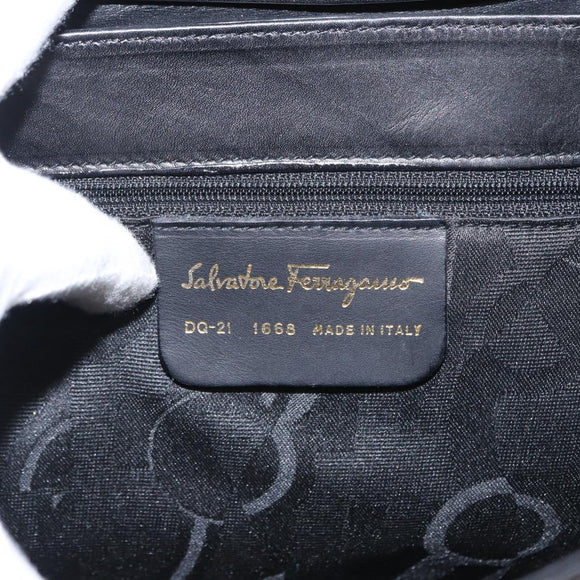 Salvatore Ferragamo
DQ-21 1668 MADE IN ITALY